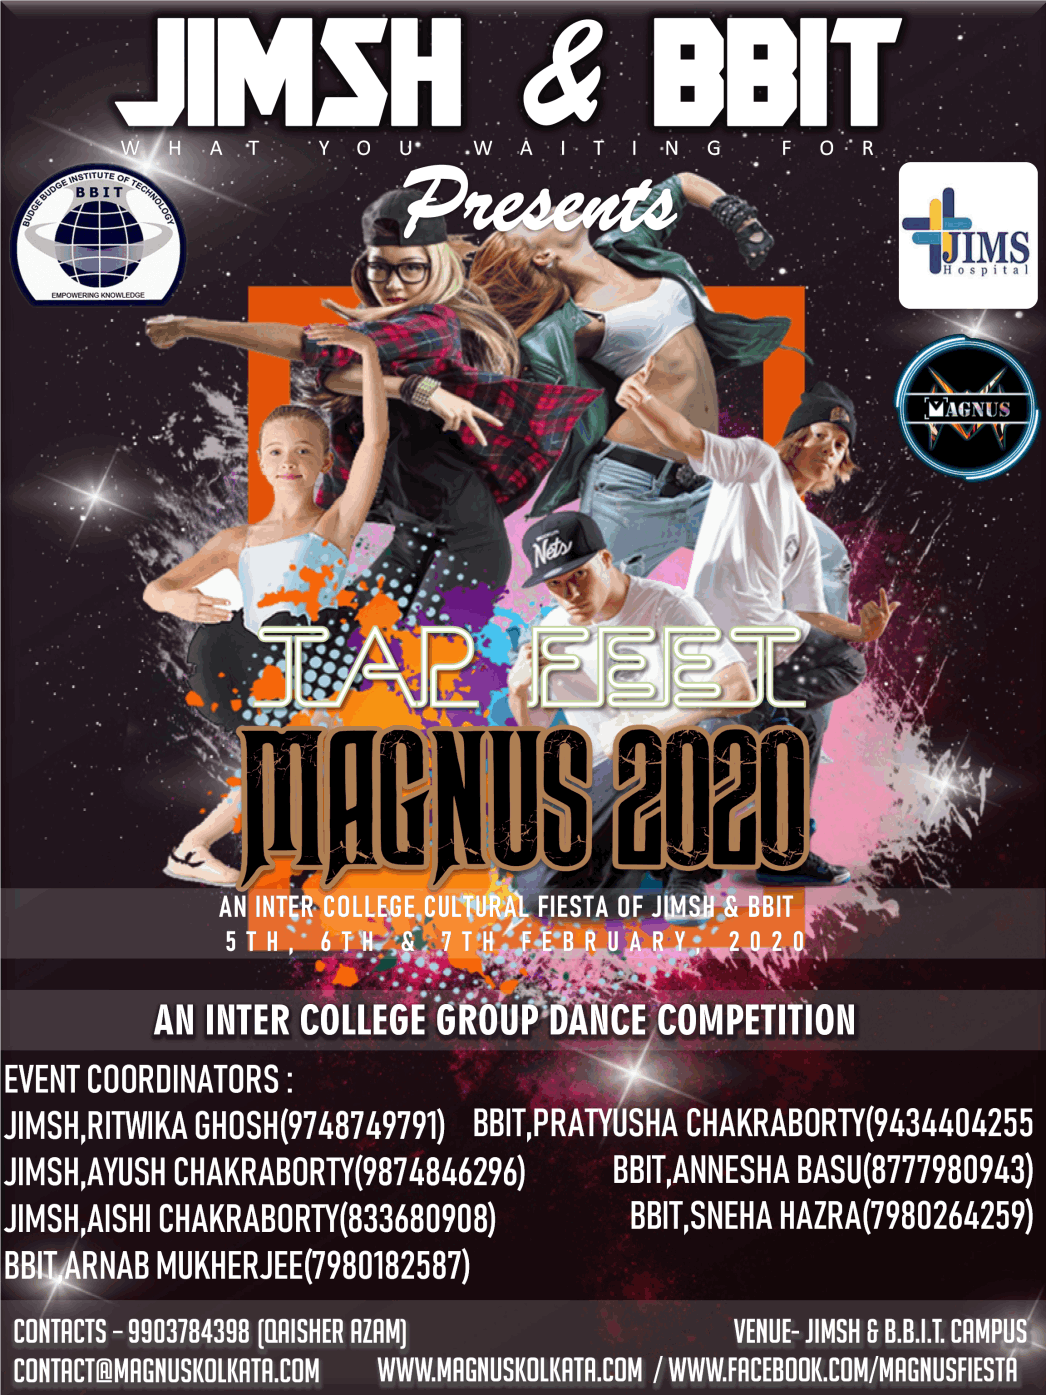 JIMSH & BBIT
WHAT YOU WAITING FOR
Presents
BUDGE BUDGE INSTITUTE OF TECHNOLOGY
BBIT
EMPOWERING KNOWLEDGE
JIMS
Hospital
MAGNUS
Nets
TAP FEET
MAGNUS 2020
AN INTER COLLEGE CULTURAL FIESTA OF JIMSH & BBIT
5TH, 6TH & 7TH FEBRUARY, 2020
AN INTER COLLEGE GROUP DANCE COMPETITION
EVENT COORDINATORS :
JIMSH,RITWIKA GHOSH(9748749791)
JIMSH,AYUSH CHAKRABORTY(9874846296)
JIMSH,AISHI CHAKRABORTY(833680908)
BBIT,ARNAB MUKHERJEE(7980182587)
BBIT,PRATYUSHA CHAKRABORTY(9434404255
BBIT,ANNESHA BASU(8777980943)
BBIT,SNEHA HAZRA(7980264259)
CONTACTS - 9903784398 (QAISHER AZAM)
VENUE- JIMSH & B.B.I.T. CAMPUS
CONTACT@MAGNUSKOLKATA.COM
WWW.MAGNUSKOLKATA.COM / WWW.FACEBOOK.COM/MAGNUSFIESTA